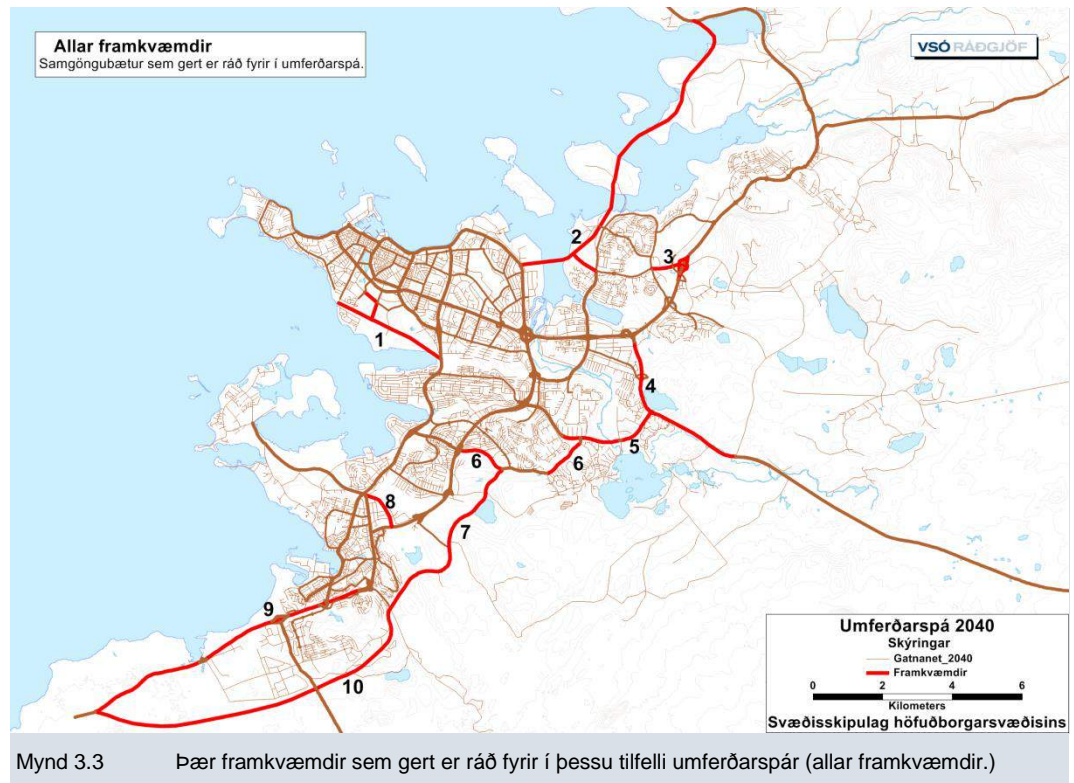 Allar framkvæmdir
Samgöngubætur sem gert er ráð fyrir í umferðarspá.
VSÓ RÁÐGJÖF
2
3
1
4
5
6
6
8
7
9
10
Umferðarspá 2040
Skýringar
Gatnanet_2040
Framkvæmdir
0 2 4 6
Kilometers
Svæðisskipulag höfuðborgarsvæðisins
Mynd 3.3 Þær framkvæmdir sem gert er ráð fyrir í þessu tilfelli umferðarspár (allar framkvæmdir.)